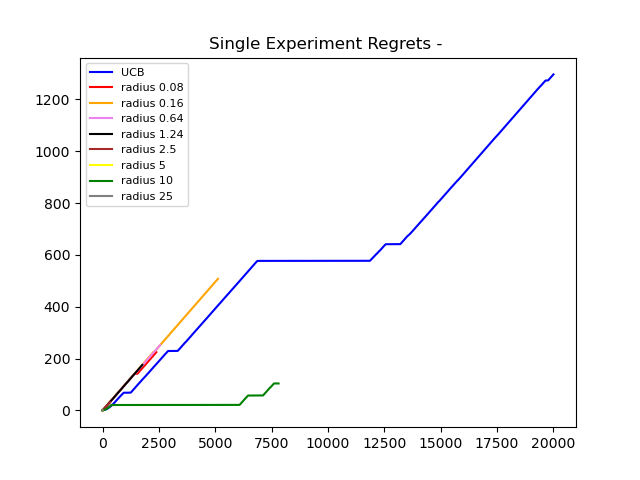 Single Experiment Regrets -
UCB
radius 0.08
radius 0.16
radius 0.64
radius 1.24
radius 2.5
radius 5
radius 10
radius 25
1200
1000
800
600
400
200
0
0 2500 5000 7500 10000 12500 15000 17500 20000